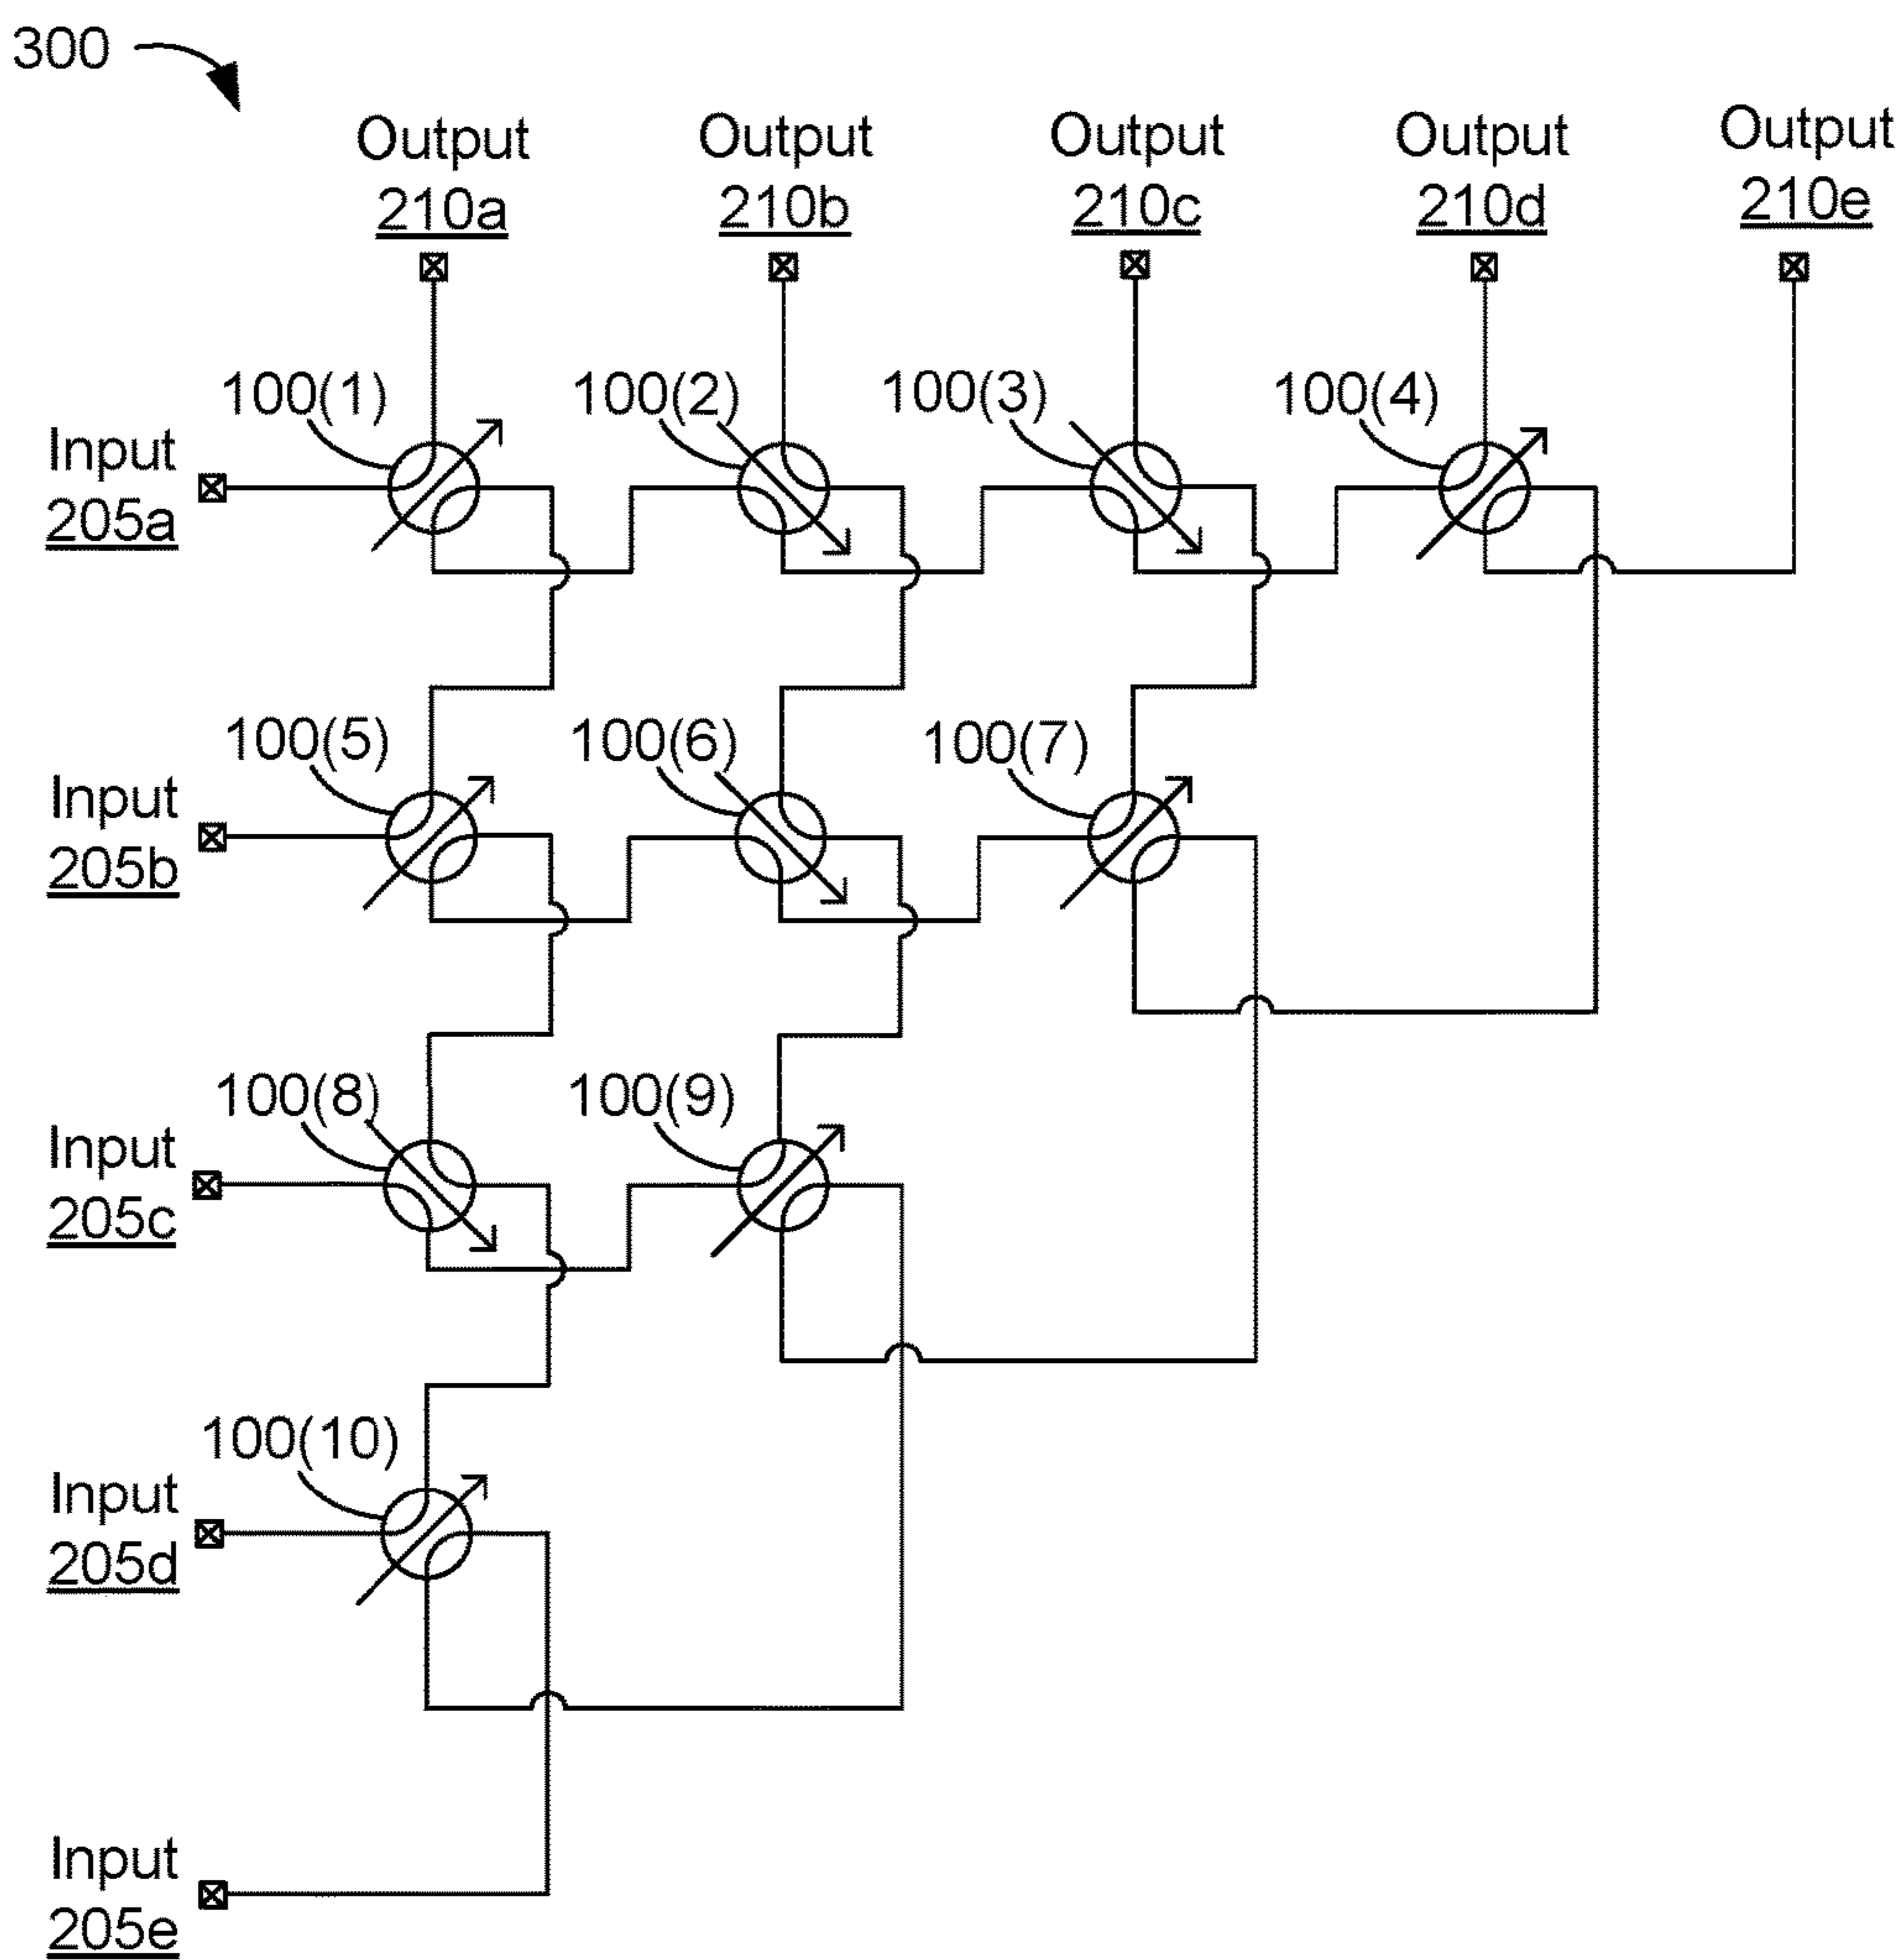 300
Output
210a
Output
210b
Output
210c
Output
210d
Output
210e
100(1)
100(2)
100(3)
100(4)
Input
205a
100(5)
100(6)
100(7)
Input
205b
100(8)
100(9)
Input
205c
100(10)
Input
205d
Input
205e